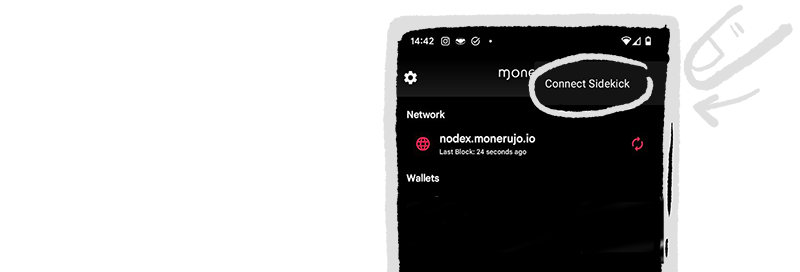 14:42
mone
Connect Sidekick
Network
nodex.monerujo.io
Last Block: 24 seconds ago
Wallets